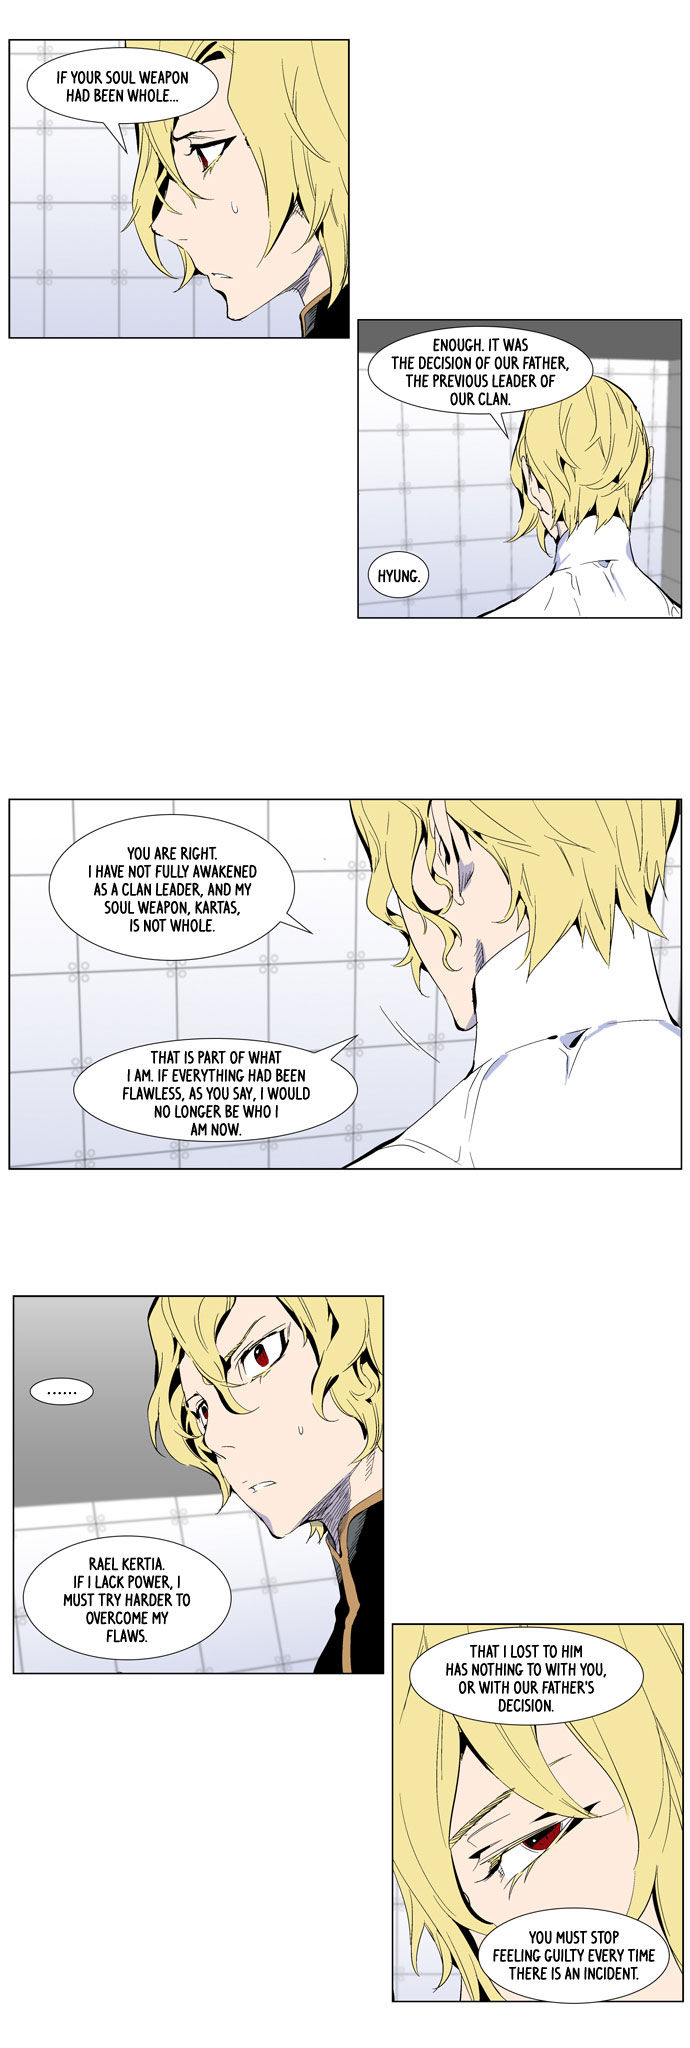 IF YOUR SOUL WEAPON
HAD BEEN WHOLE...
ENOUGH. IT WAS
THE DECISION OF OUR FATHER,
THE PREVIOUS LEADER OF
OUR CLAN.
HYUNG.
YOU ARE RIGHT.
I HAVE NOT FULLY AWAKENED
AS A CLAN LEADER, AND MY
SOUL WEAPON, KARTAS,
IS NOT WHOLE.
THAT IS PART OF WHAT
I AM. IF EVERYTHING HAD BEEN
FLAWLESS, AS YOU SAY, I WOULD
NO LONGER BE WHO I
AM NOW.
......
RAEL KERTIA.
IF I LACK POWER, I
MUST TRY HARDER TO
OVERCOME MY
FLAWS.
THAT I LOST TO HIM
HAS NOTHING TO WITH YOU,
OR WITH OUR FATHER'S
DECISION.
YOU MUST STOP
FEELING GUILTY EVERY TIME
THERE IS AN INCIDENT.